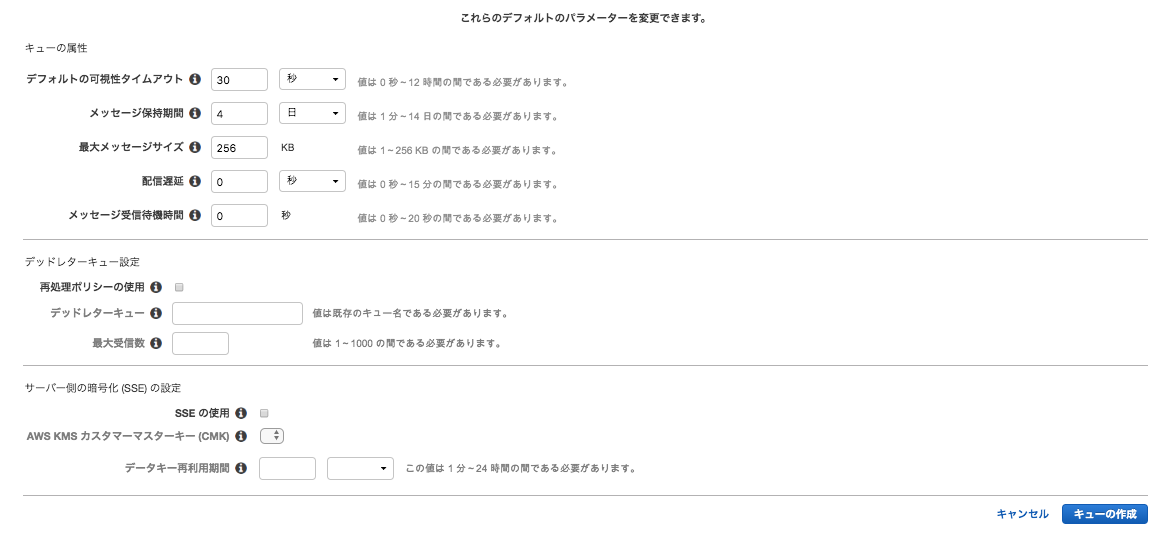 これらのデフォルトのパラメーターを変更できます。
キューの属性
デフォルトの可視性タイムアウト 30 秒 値は 0 秒~12 時間の間である必要があります。
メッセージ保持期間 4 日 値は 1 分~14 日の間である必要があります。
最大メッセージサイズ 256 KB 値は 1~256 KB の間である必要があります。
配信遅延 0 秒 値は 0 秒~15 分の間である必要があります。
メッセージ受信待機時間 0 秒 値は 0 秒~20 秒の間である必要があります。
デッドレターキュー設定
再処理ポリシーの使用
デッドレターキュー 値は既存のキュー名である必要があります。
最大受信数 値は 1~1000 の間である必要があります。
サーバー側の暗号化 (SSE) の設定
SSE の使用
AWS KMS カスタマーマスターキー (CMK)
データキー再利用期間 この値は 1 分~24 時間の間である必要があります。
キャンセル キューの作成